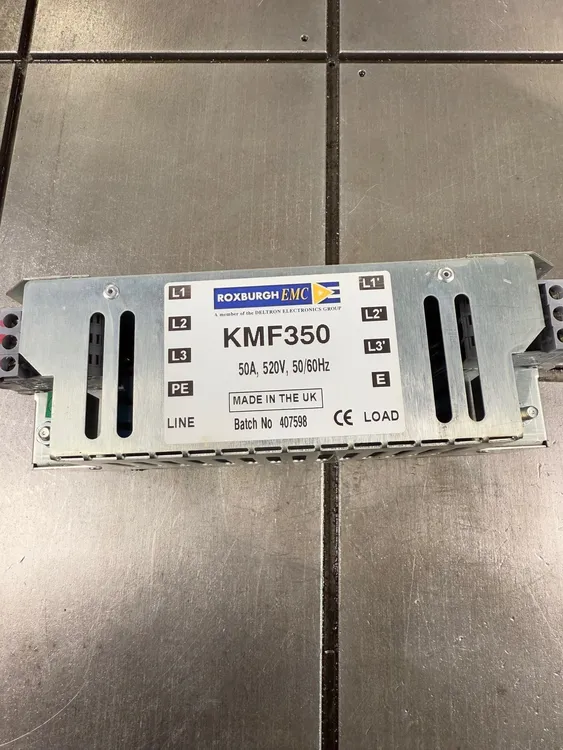 ROXBURGH EMC
A member of the DELTRON ELECTRONICS GROUP
L1
L2
L3
PE
LINE
KMF350
50A, 520V, 50/60Hz
MADE IN THE UK
Batch No 407598
CE
L1'
L2'
L3'
E
LOAD